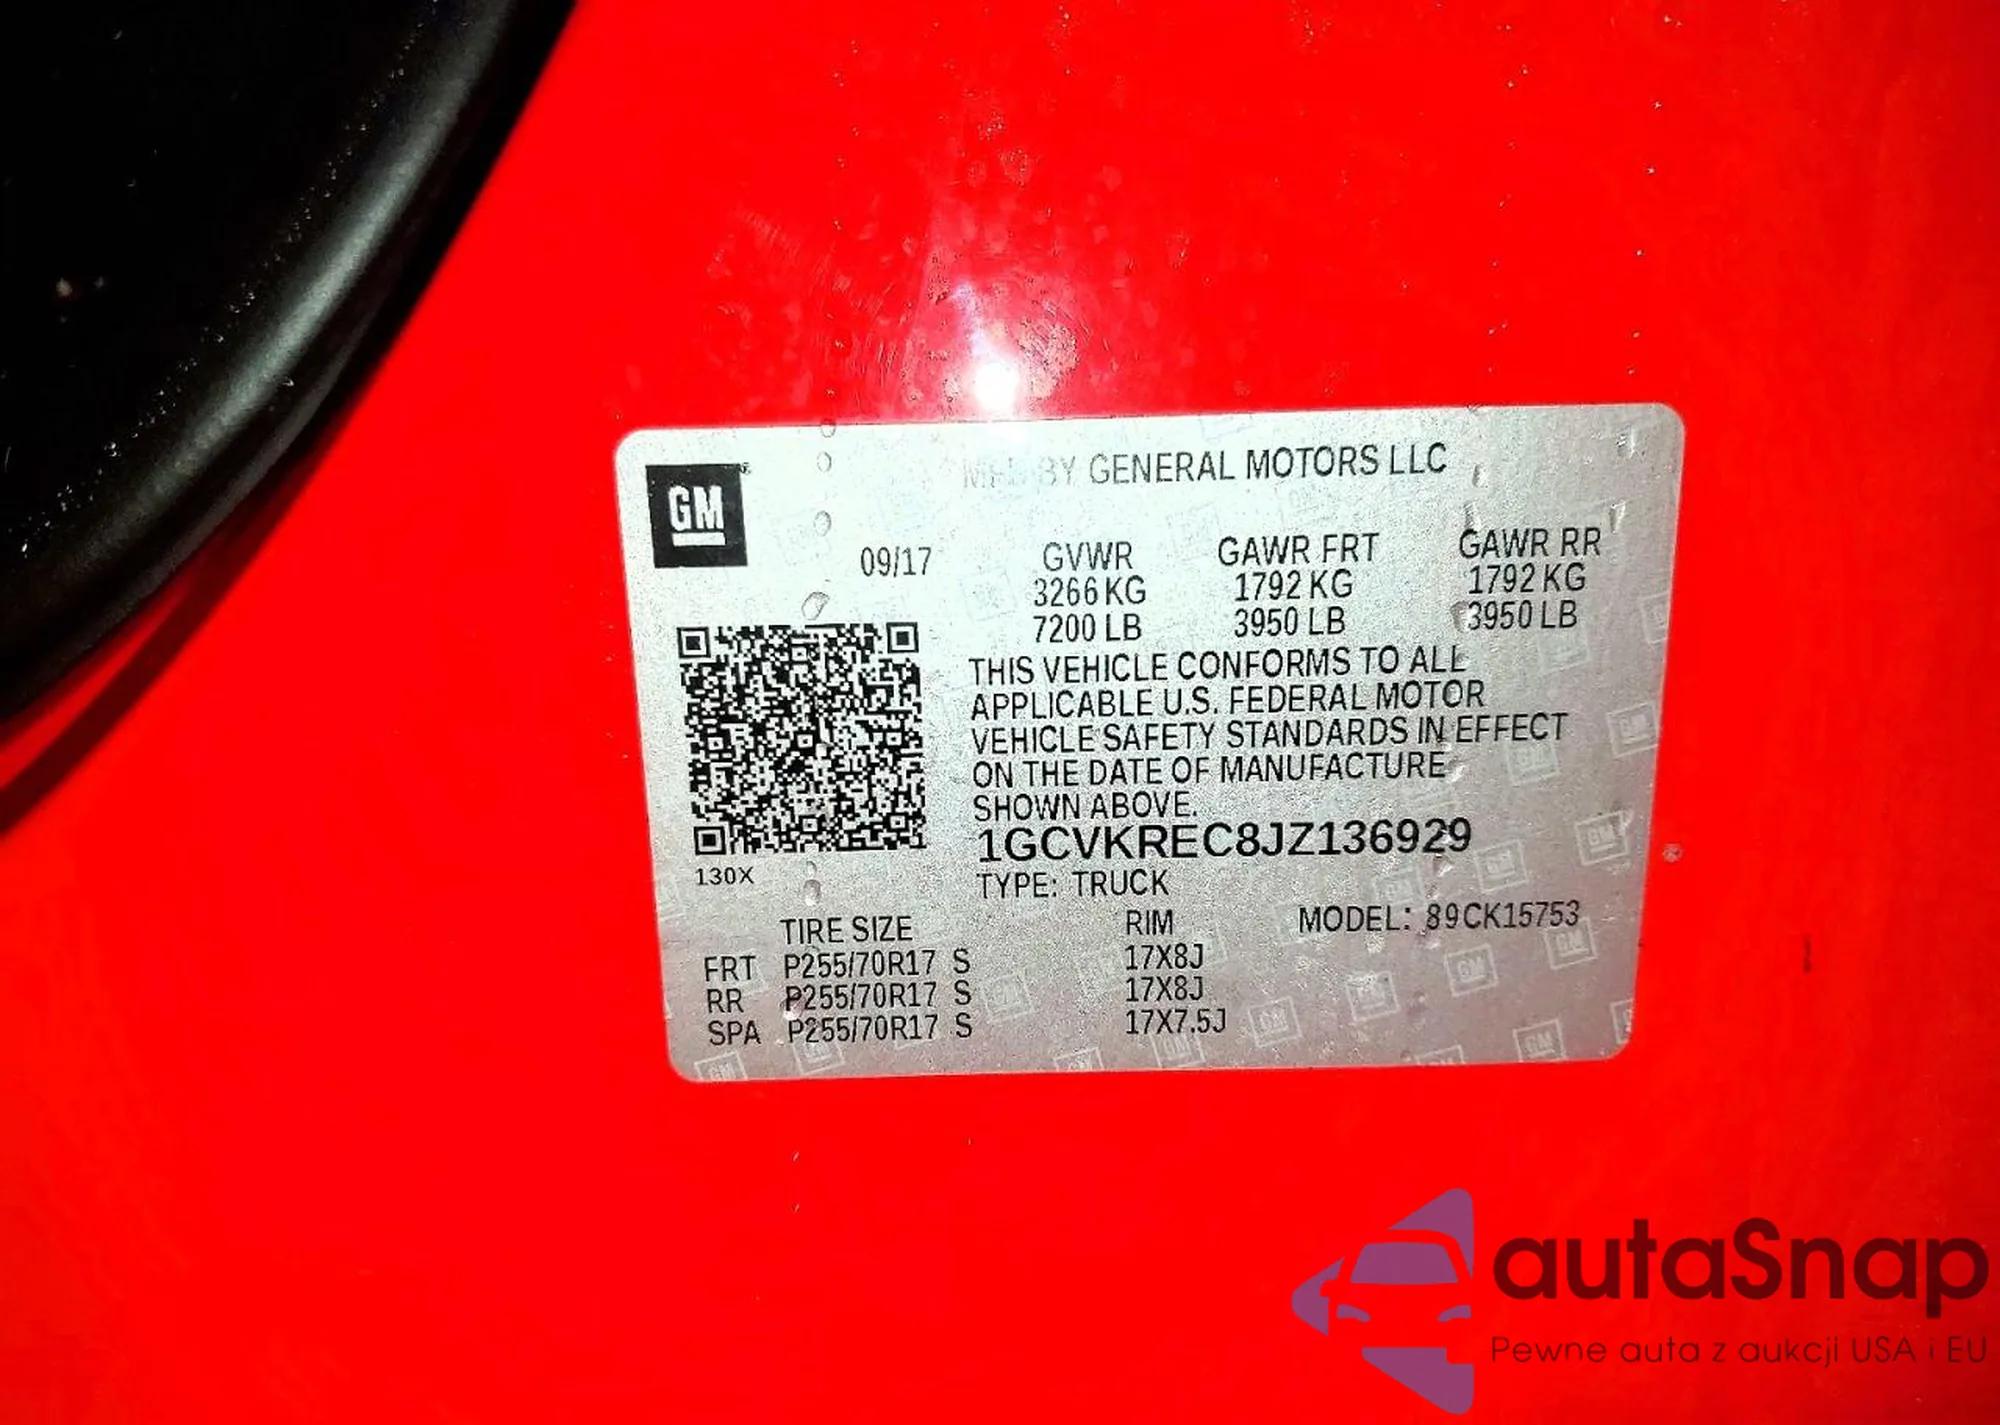 MFD BY GENERAL MOTORS LLC
GM
09/17
GVWR GAWR FRT GAWR RR
3266 KG 1792 KG 1792 KG
7200 LB 3950 LB 3950 LB
THIS VEHICLE CONFORMS TO ALL
APPLICABLE U.S. FEDERAL MOTOR
VEHICLE SAFETY STANDARDS IN EFFECT
ON THE DATE OF MANUFACTURE
SHOWN ABOVE.
1GCVKREC8JZ136929
130X
TYPE: TRUCK
TIRE SIZE RIM MODEL: 89CK15753
FRT P255/70R17 S 17X8J
RR P255/70R17 S 17X8J
SPA P255/70R17 S 17X7.5J
autaSnap
Pewne auta z aukcji USA i EU